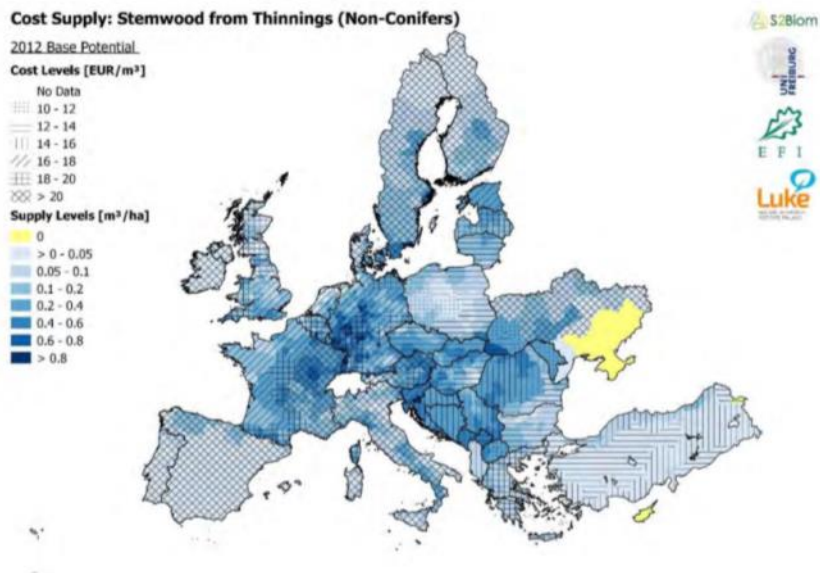 Cost Supply: Stemwood from Thinnings (Non-Conifers)
2012 Base Potential
Cost Levels [EUR/m³]
No Data
10 - 12
12 - 14
14 - 16
16 - 18
18 - 20
> 20
Supply Levels [m³/ha]
0
> 0 - 0.05
0.05 - 0.1
0.1 - 0.2
0.2 - 0.4
0.4 - 0.6
0.6 - 0.8
> 0.8
S2Biom
UNI
FREIBURG
EFI
Luke